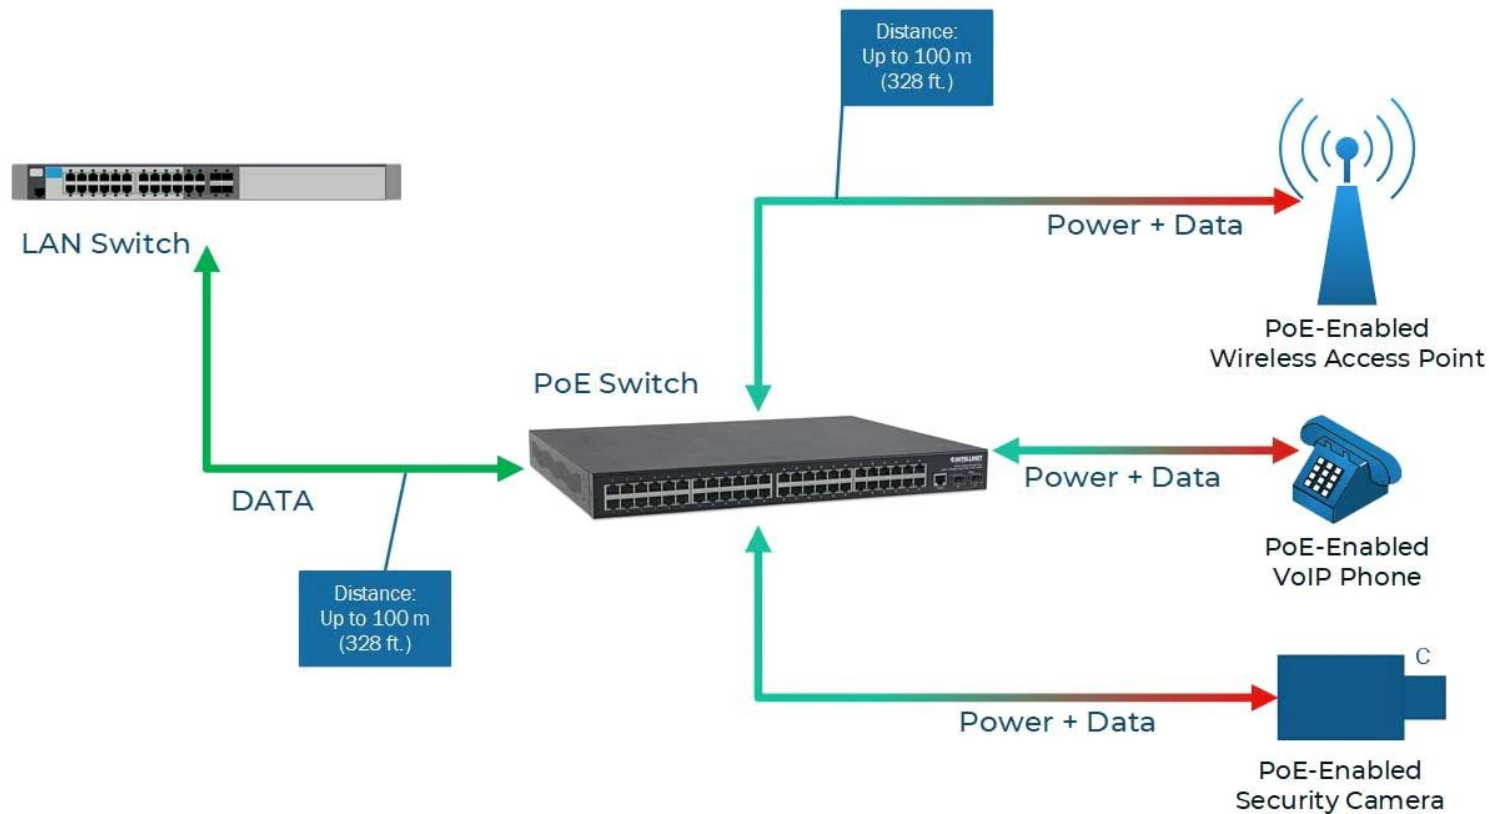 Distance:
Up to 100 m
(328 ft.)
LAN Switch
Power + Data
PoE-Enabled
Wireless Access Point
PoE Switch
INTELLINET
Power + Data
DATA
PoE-Enabled
VoIP Phone
Distance:
Up to 100 m
(328 ft.)
C
Power + Data
PoE-Enabled
Security Camera